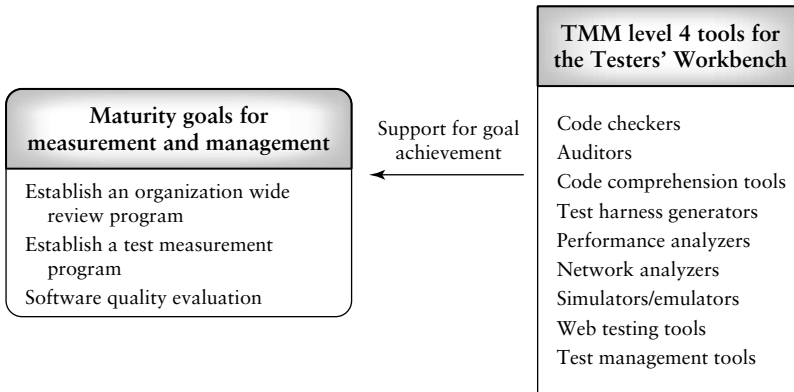 Maturity goals for
measurement and management
Establish an organization wide
review program
Establish a test measurement
program
Software quality evaluation
Support for goal
achievement
TMM level 4 tools for
the Testers' Workbench
Code checkers
Auditors
Code comprehension tools
Test harness generators
Performance analyzers
Network analyzers
Simulators/emulators
Web testing tools
Test management tools